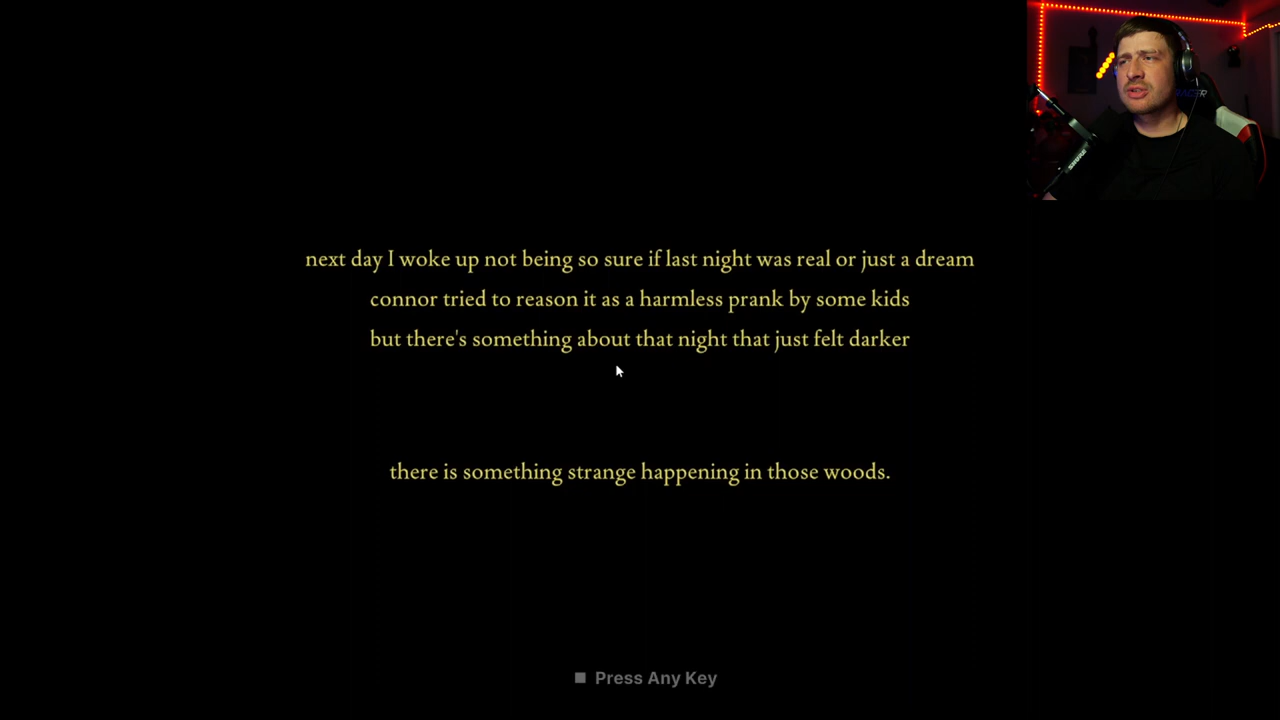 next day I woke up not being so sure if last night was real or just a dream
connor tried to reason it as a harmless prank by some kids
but there's something about that night that just felt darker
there is something strange happening in those woods.
Press Any Key
SHURE